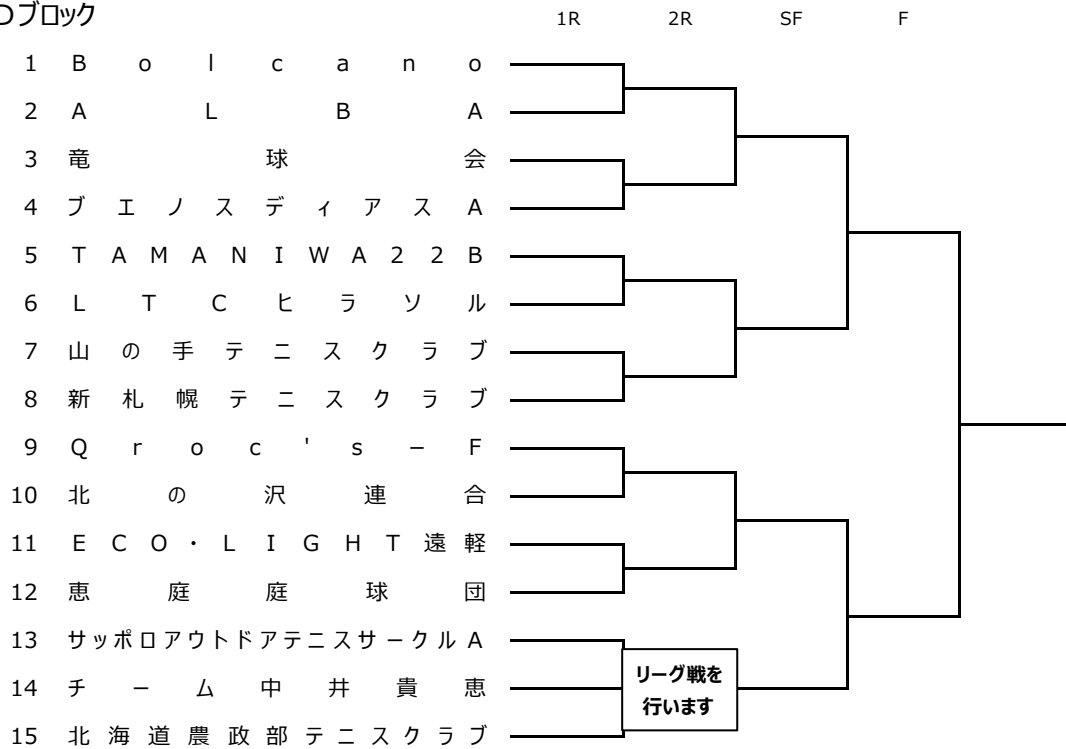 Dブロック
1R 2R SF F
1 Bolcano
2 ALBA
3 竜球会
4 ブエノスディアスA
5 TAMANIWA22B
6 LTCヒラソル
7 山の手テニスクラブ
8 新札幌テニスクラブ
9 Qroc's－F
10 北の沢連合
11 ECO・LIGHT遠軽
12 恵庭庭球団
13 サッポロアウトドアテニスサークルA
14 チーム中井貴恵
15 北海道農政部テニスクラブ
リーグ戦を
行います